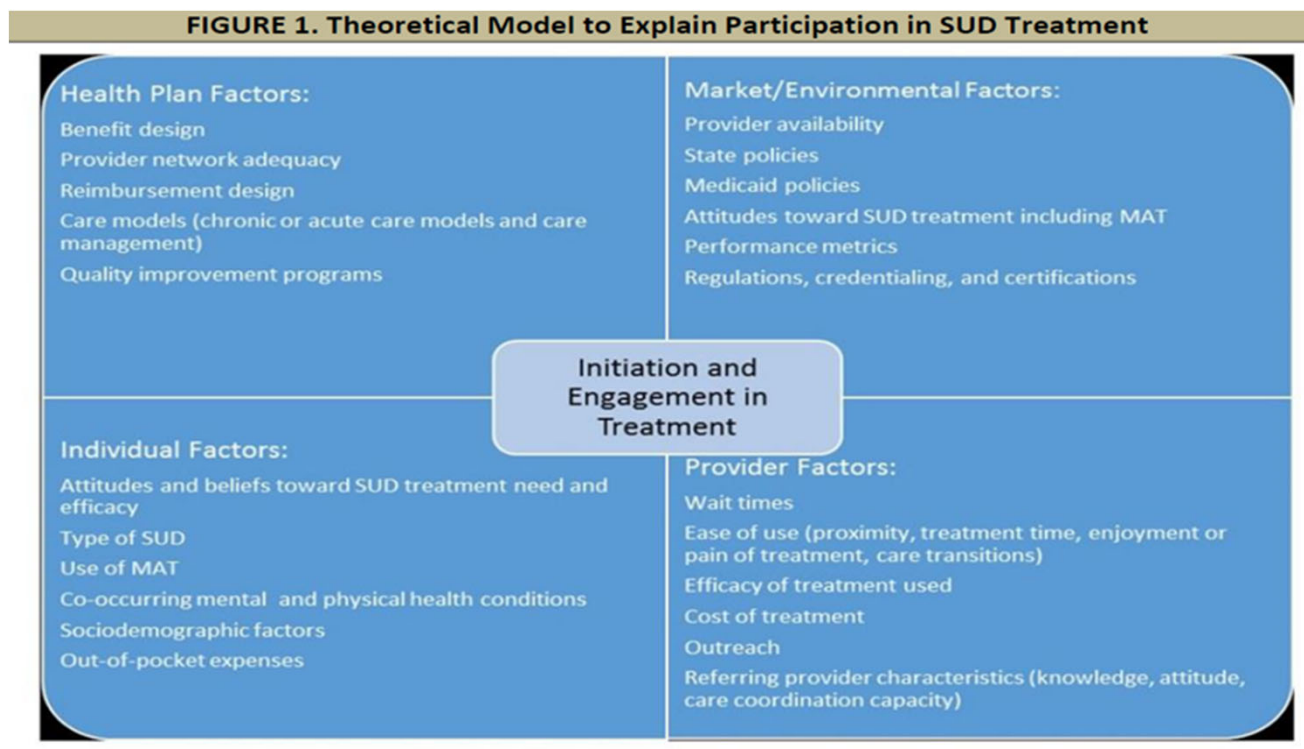 FIGURE 1. Theoretical Model to Explain Participation in SUD Treatment
Health Plan Factors:
Benefit design
Provider network adequacy
Reimbursement design
Care models (chronic or acute care models and care
management)
Quality improvement programs
Market/Environmental Factors:
Provider availability
State policies
Medicaid policies
Attitudes toward SUD treatment including MAT
Performance metrics
Regulations, credentialing, and certifications
Initiation and
Engagement in
Treatment
Individual Factors:
Attitudes and beliefs toward SUD treatment need and
efficacy
Type of SUD
Use of MAT
Co-occurring mental and physical health conditions
Sociodemographic factors
Out-of-pocket expenses
Provider Factors:
Wait times
Ease of use (proximity, treatment time, enjoyment or
pain of treatment, care transitions)
Efficacy of treatment used
Cost of treatment
Outreach
Referring provider characteristics (knowledge, attitude,
care coordination capacity)